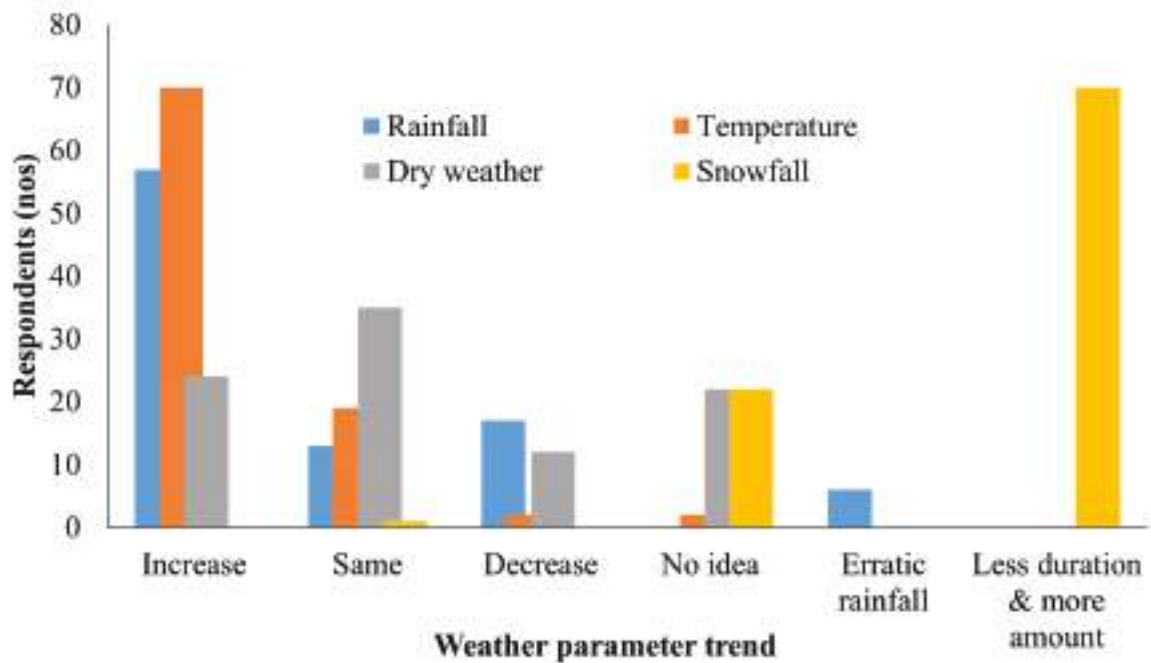 80
70
60
50
40
30
20
10
0
Respondents (nos)
Rainfall
Temperature
Dry weather
Snowfall
Increase
Same
Decrease
No idea
Erratic
rainfall
Less duration
& more
amount
Weather parameter trend